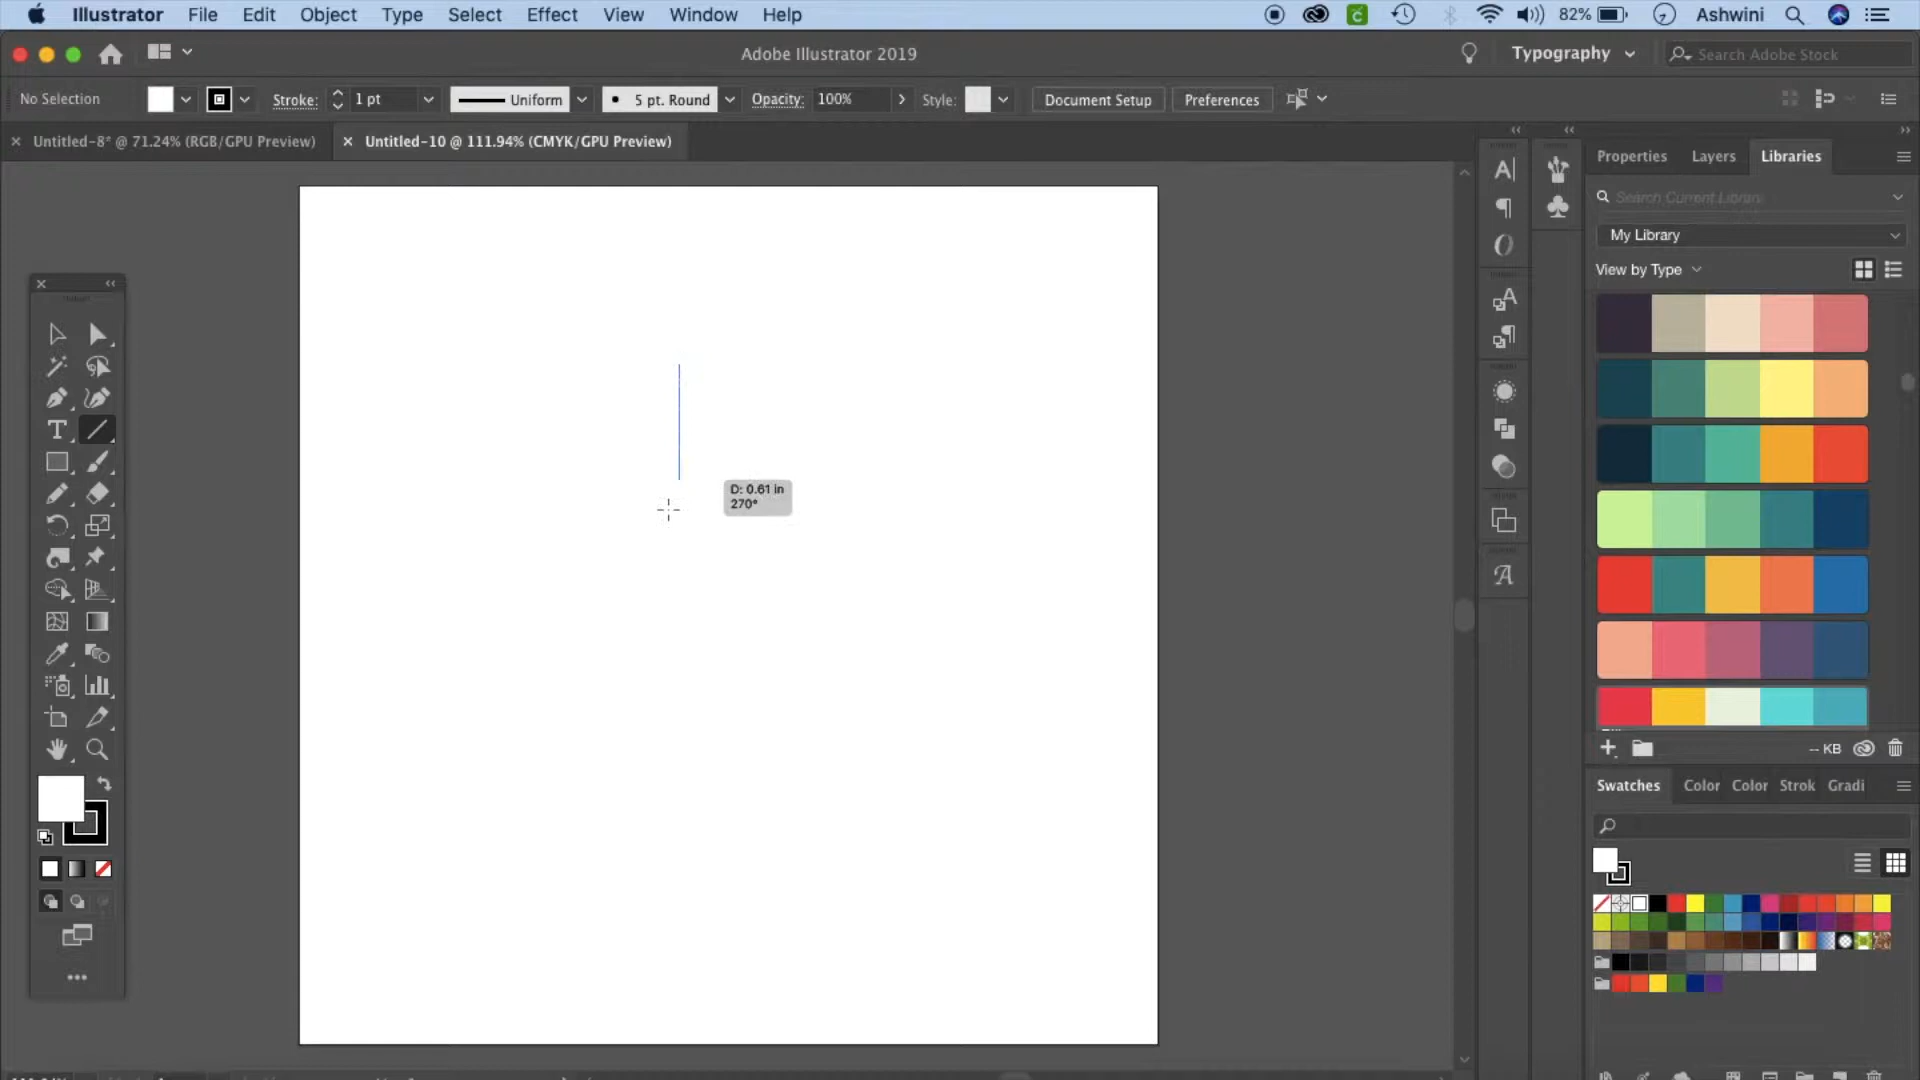 Illustrator File Edit Object Type Select Effect View Window Help 82% Ashwini
Adobe Illustrator 2019 Typography Search Adobe Stock
No Selection Stroke: 1 pt Uniform 5 pt. Round Opacity: 100% Style: Document Setup Preferences
Untitled-8* @ 71.24% (RGB/GPU Preview) Untitled-10 @ 111.94% (CMYK/GPU Preview)
Properties Layers Libraries
Search Current Library
My Library
View by Type
D: 0.61 in
270°
-- KB
Swatches Color Color Strok Gradi